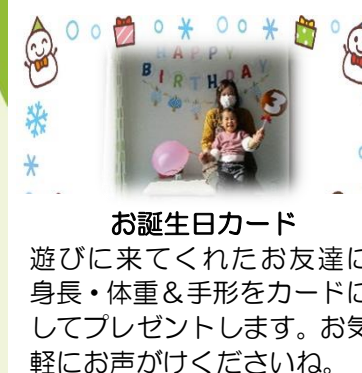 HAPPY
BIRTHDA
3
お誕生日カード
遊びに来てくれたお友達に
身長・体重＆手形をカードに
してプレゼントします。お気
軽にお声がけくださいね。